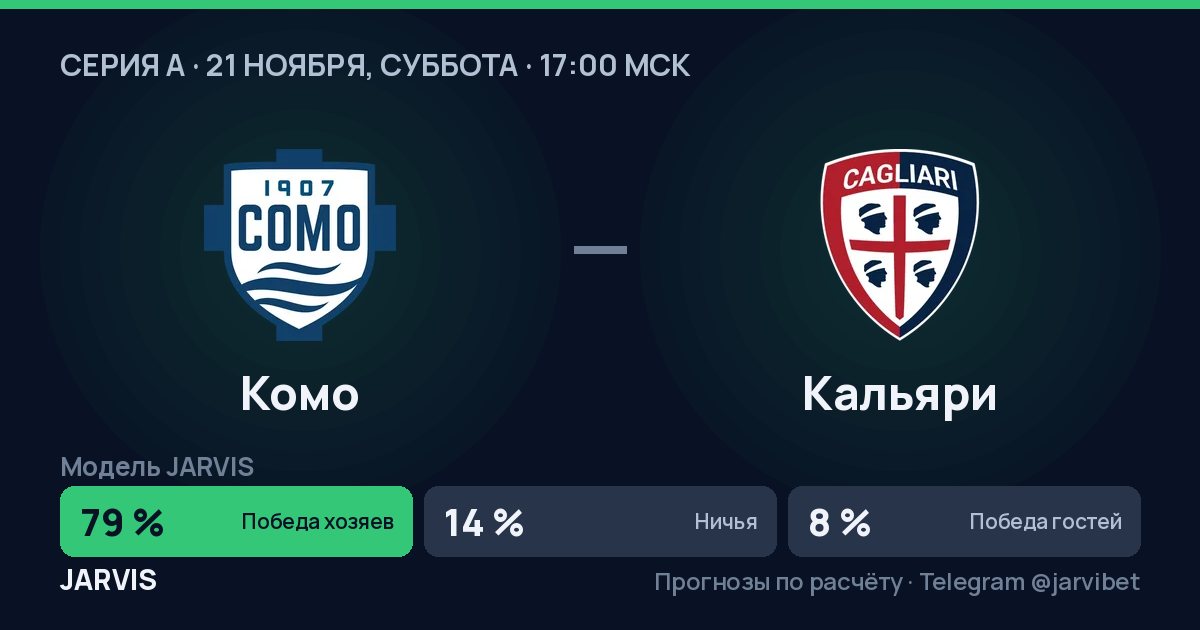 СЕРИЯ А · 21 НОЯБРЯ, СУББОТА · 17:00 МСК
1907
COMO
CAGLIARI
—
Комо
Кальяри
Модель JARVIS
79 % Победа хозяев
14 % Ничья
8 % Победа гостей
JARVIS
Прогнозы по расчёту · Telegram @jarvibet